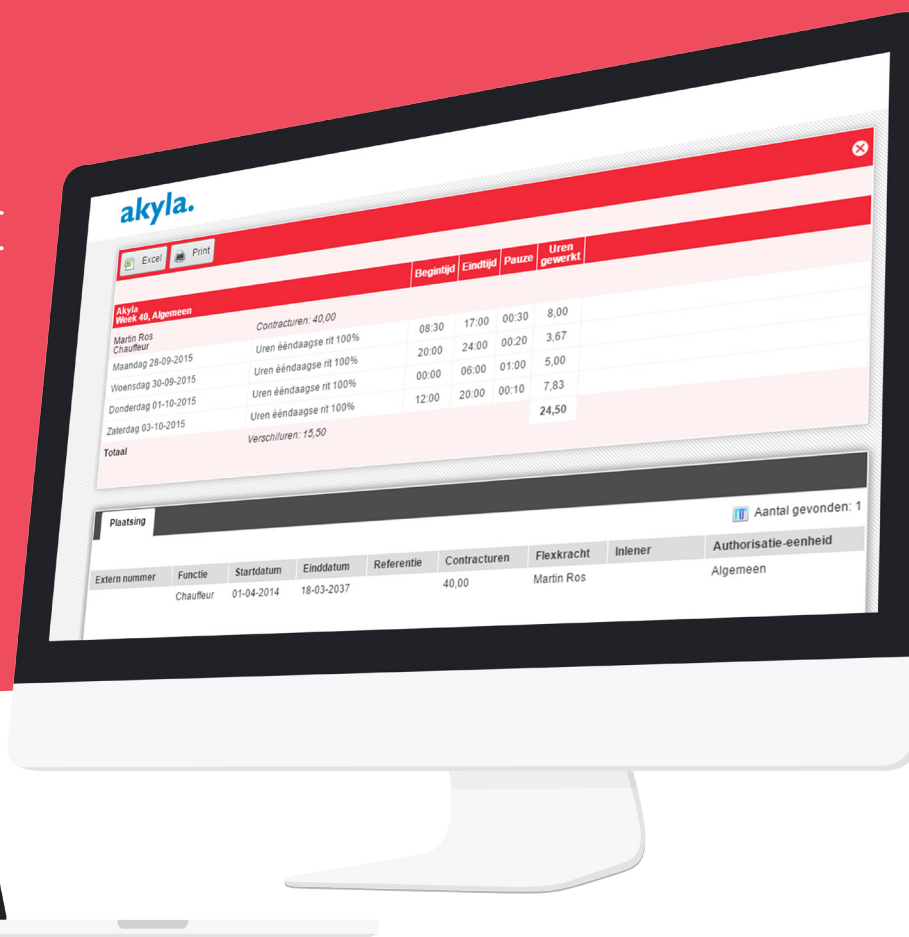 akyla.
Excel Print
Begintijd Eindtijd Pauze Uren gewerkt
Akyla
Week 40, Algemeen
Martin Ros Contracturen: 40,00
Chauffeur
Maandag 28-09-2015 Uren ééndaagse rit 100% 08:30 17:00 00:30 8,00
Woensdag 30-09-2015 Uren ééndaagse rit 100% 20:00 24:00 00:20 3,67
Donderdag 01-10-2015 Uren ééndaagse rit 100% 00:00 06:00 01:00 5,00
Zaterdag 03-10-2015 Uren ééndaagse rit 100% 12:00 20:00 00:10 7,83
Totaal Verschiluren: 15,50 24,50
Plaatsing
Aantal gevonden: 1
Extern nummer Functie Startdatum Einddatum Referentie Contracturen Flexkracht Inlener Authorisatie-eenheid
Chauffeur 01-04-2014 18-03-2037 40,00 Martin Ros Algemeen